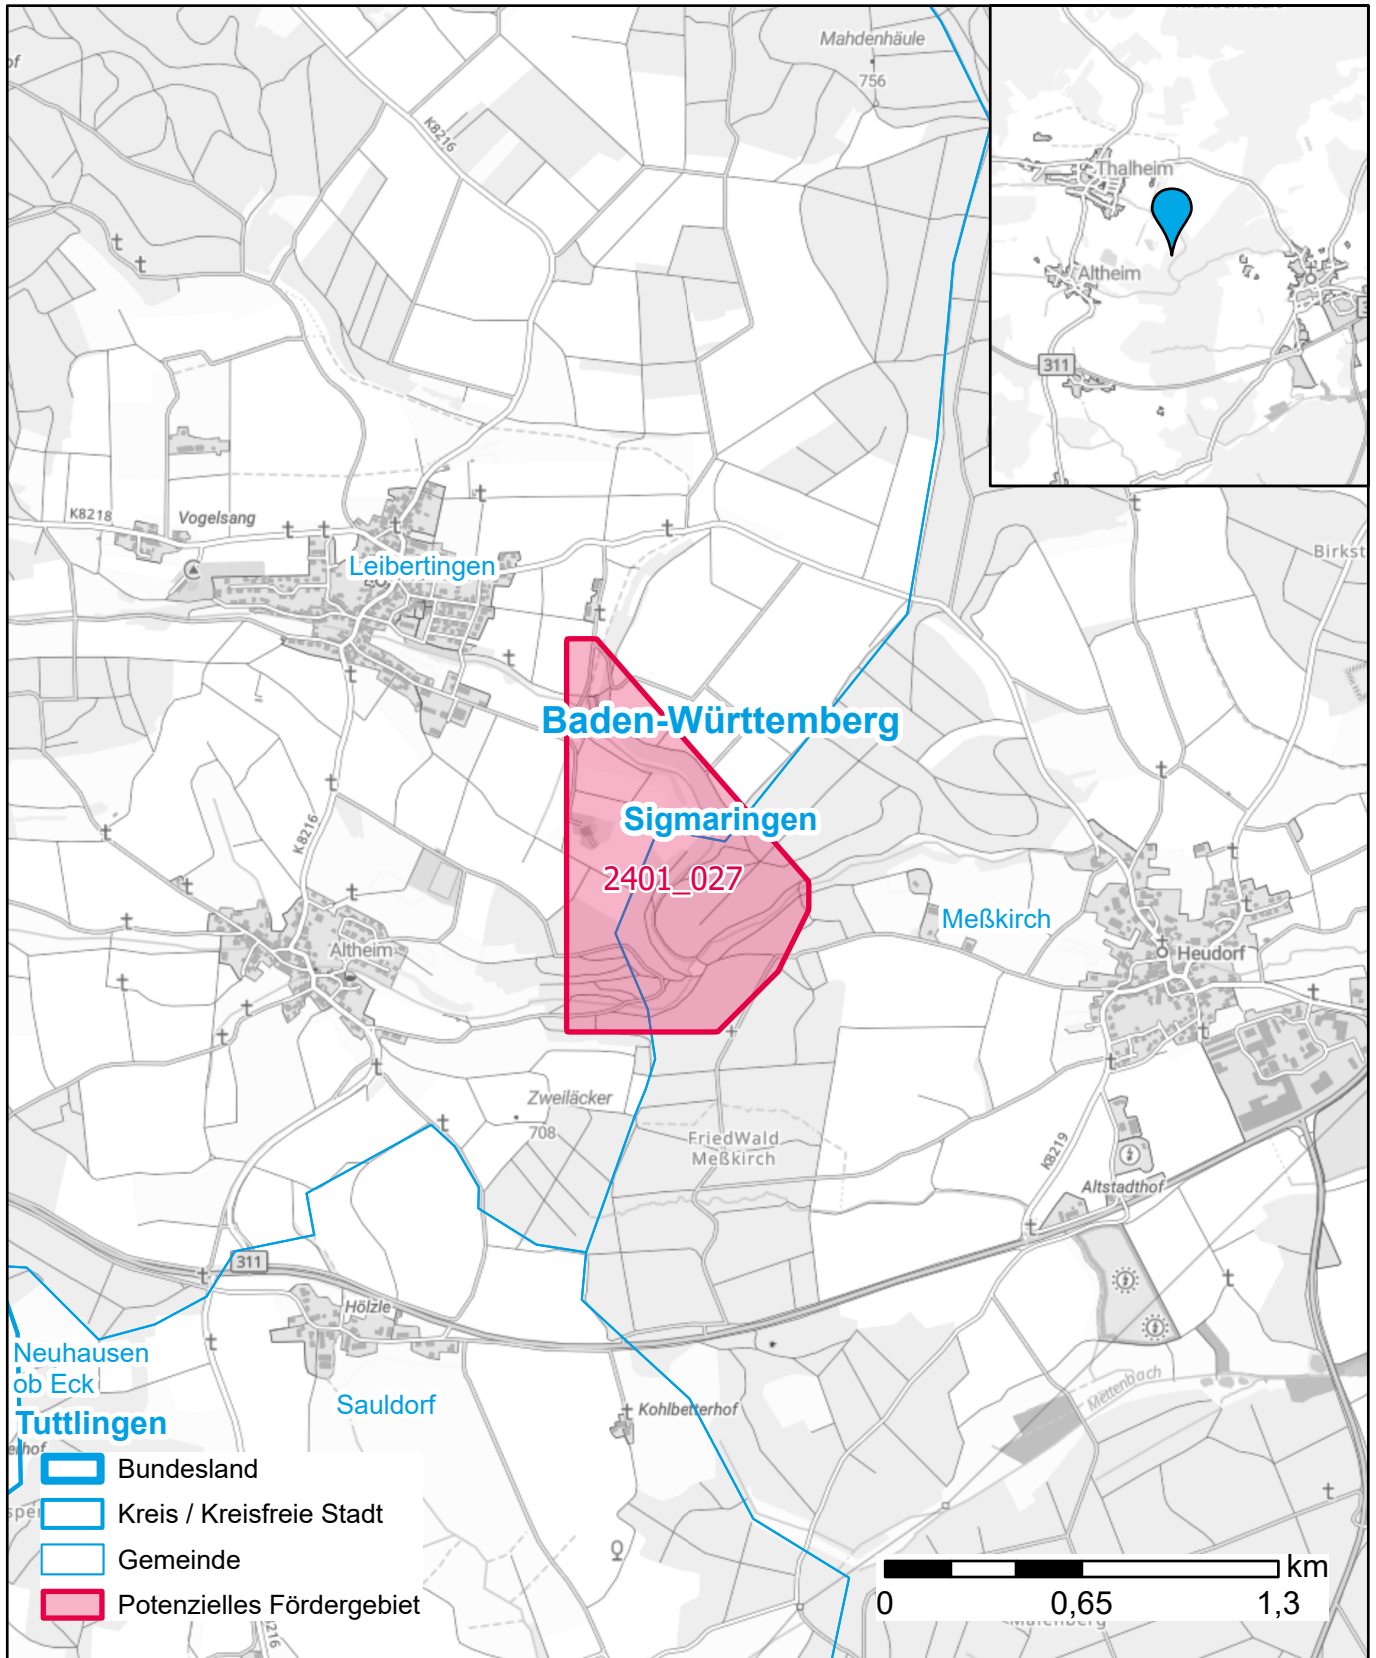 Mahdenhäule
756
K8216
Thalheim
Altheim
311
K8218
Vogelsang
Leibertingen
Birkst
Baden-Württemberg
Sigmaringen
2401_027
K8216
Altheim
Meßkirch
Heudorf
Zweiläcker
708
FriedWald
Meßkirch
K8219
Altstadthof
311
Hölzle
Neuhausen
ob Eck
Sauldorf
Tuttlingen
Kohlbetterhof
Mettenbach
Bundesland
Kreis / Kreisfreie Stadt
Gemeinde
Potenzielles Fördergebiet
km
0
0,65
1,3